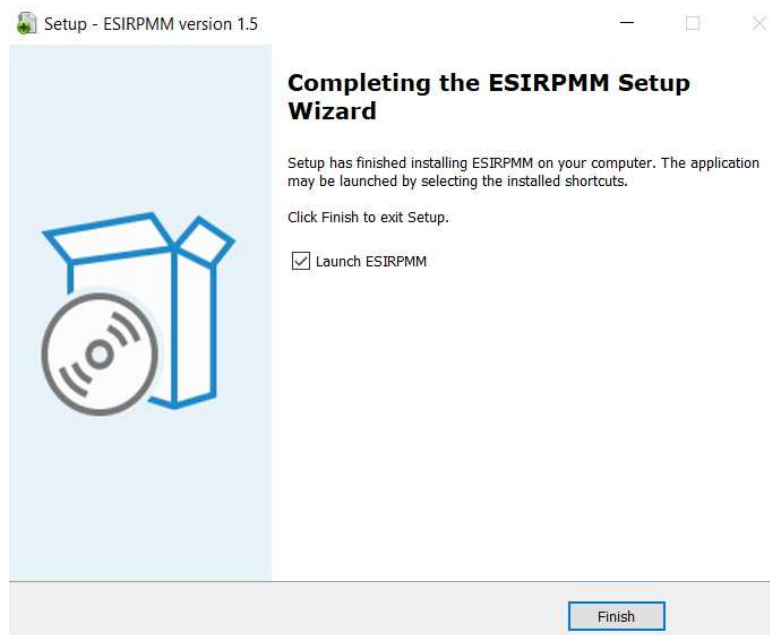 Setup - ESIRPMM version 1.5
Completing the ESIRPMM Setup
Wizard
Setup has finished installing ESIRPMM on your computer. The application
may be launched by selecting the installed shortcuts.
Click Finish to exit Setup.
Launch ESIRPMM
Finish